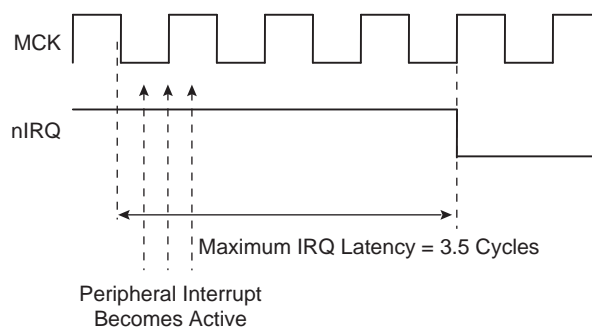 MCK
nIRQ
Maximum IRQ Latency = 3.5 Cycles
Peripheral Interrupt
Becomes Active